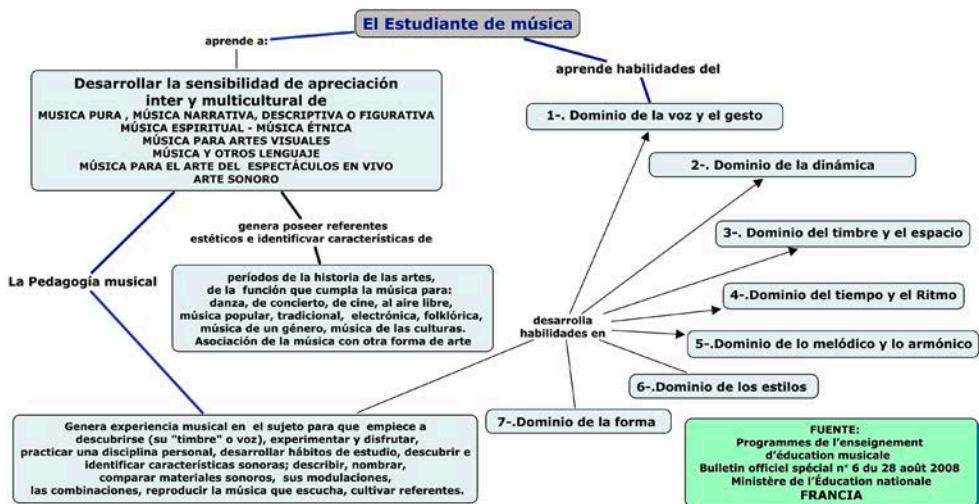 El Estudiante de música
aprende a:
Desarrollar la sensibilidad de apreciación
inter y multicultural de
MUSICA PURA , MÚSICA NARRATIVA, DESCRIPTIVA O FIGURATIVA
MÚSICA ESPIRITUAL - MÚSICA ÉTNICA
MÚSICA PARA ARTES VISUALES
MÚSICA Y OTROS LENGUAJE
MÚSICA PARA EL ARTE DEL ESPECTÁCULOS EN VIVO
ARTE SONORO
genera poseer referentes
estéticos e identificvar características de
períodos de la historia de las artes,
de la función que cumpla la música para:
danza, de concierto, de cine, al aire libre,
música popular, tradicional, electrónica, folklórica,
música de un género, música de las culturas.
Asociación de la música con otra forma de arte
La Pedagogía musical
Genera experiencia musical en el sujeto para que empiece a
descubrirse (su "timbre" o voz), experimentar y disfrutar,
practicar una disciplina personal, desarrollar hábitos de estudio, descubrir e
identificar características sonoras; describir, nombrar,
comparar materiales sonoros, sus modulaciones,
las combinaciones, reproducir la música que escucha, cultivar referentes.
aprende habilidades del
1-. Dominio de la voz y el gesto
2-. Dominio de la dinámica
3-. Dominio del timbre y el espacio
4-.Dominio del tiempo y el Ritmo
desarrolla
habilidades en
5-.Dominio de lo melódico y lo armónico
6-.Dominio de los estilos
7-.Dominio de la forma
FUENTE:
Programmes de l'enseignement
d'éducation musicale
Bulletin officiel spécial n° 6 du 28 août 2008
Ministère de l'Éducation nationale
FRANCIA